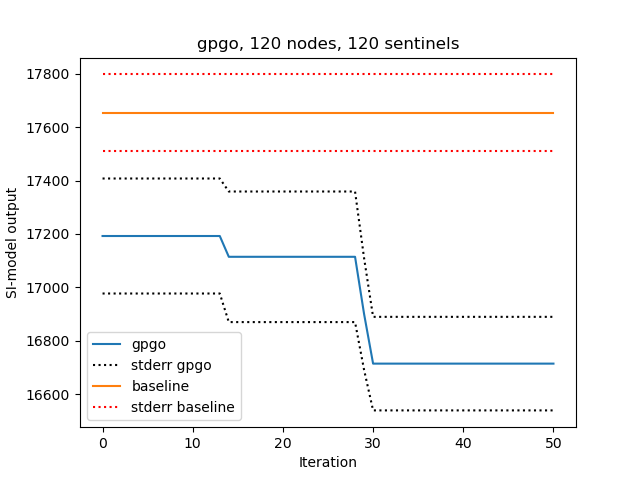 gpgo, 120 nodes, 120 sentinels
17800
17600
17400
17200
17000
16800
16600
SI-model output
gpgo
stderr gpgo
baseline
stderr baseline
0 10 20 30 40 50
Iteration